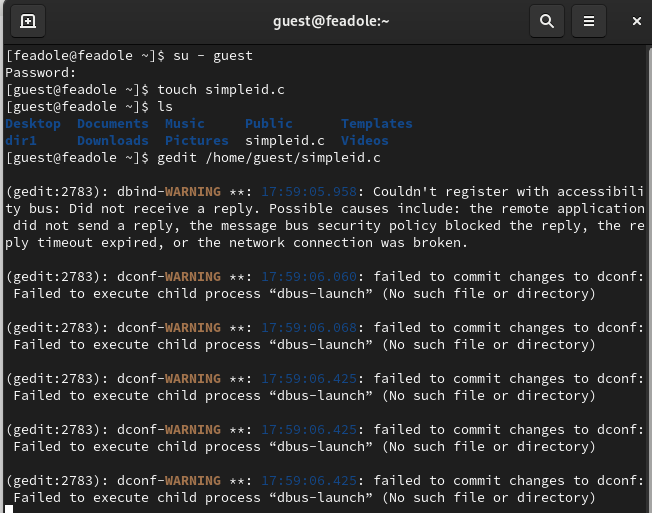 guest@feadole:~
[feadole@feadole ~]$ su - guest
Password:
[guest@feadole ~]$ touch simpleid.c
[guest@feadole ~]$ ls
Desktop  Documents  Music     Public      Templates
dir1     Downloads  Pictures  simpleid.c  Videos
[guest@feadole ~]$ gedit /home/guest/simpleid.c

(gedit:2783): dbind-WARNING **: 17:59:05.958: Couldn't register with accessibili
ty bus: Did not receive a reply. Possible causes include: the remote application
 did not send a reply, the message bus security policy blocked the reply, the re
ply timeout expired, or the network connection was broken.

(gedit:2783): dconf-WARNING **: 17:59:06.060: failed to commit changes to dconf:
 Failed to execute child process “dbus-launch” (No such file or directory)

(gedit:2783): dconf-WARNING **: 17:59:06.068: failed to commit changes to dconf:
 Failed to execute child process “dbus-launch” (No such file or directory)

(gedit:2783): dconf-WARNING **: 17:59:06.425: failed to commit changes to dconf:
 Failed to execute child process “dbus-launch” (No such file or directory)

(gedit:2783): dconf-WARNING **: 17:59:06.425: failed to commit changes to dconf:
 Failed to execute child process “dbus-launch” (No such file or directory)

(gedit:2783): dconf-WARNING **: 17:59:06.425: failed to commit changes to dconf:
 Failed to execute child process “dbus-launch” (No such file or directory)